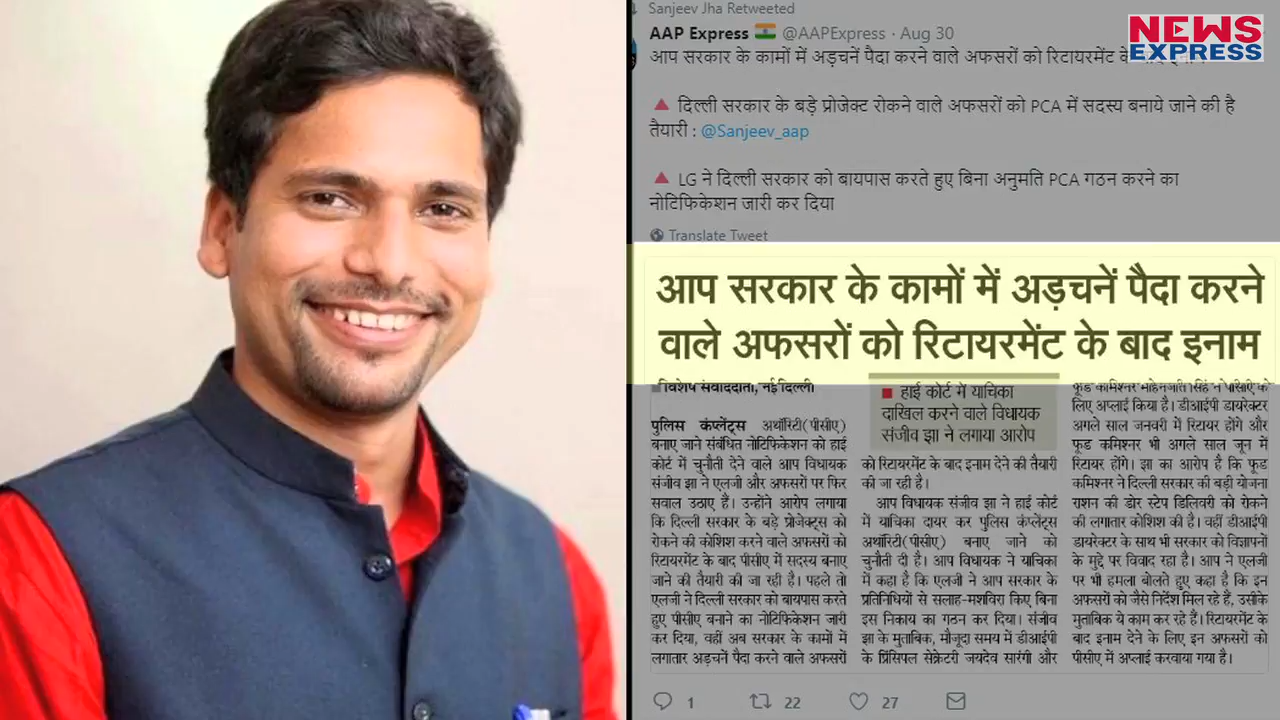 Sanjeev Jha Retweeted
AAP Express @AAPExpress · Aug 30
NEWS
EXPRESS
आप सरकार के कामों में अड़चनें पैदा करने वाले अफसरों को रिटायरमेंट के
दिल्ली सरकार के बड़े प्रोजेक्ट रोकने वाले अफसरों को PCA में सदस्य बनाये जाने की है
तैयारी : @Sanjeev_aap
LG ने दिल्ली सरकार को बायपास करते हुए बिना अनुमति PCA गठन करने का
नोटिफिकेशन जारी कर दिया
Translate Tweet
आप सरकार के कामों में अड़चनें पैदा करने
वाले अफसरों को रिटायरमेंट के बाद इनाम
विशेष संवाददाता, नई दिल्ली
पुलिस कंप्लेंट्स अथॉरिटी (पीसीए)
बनाए जाने संबंधित नोटिफिकेशन को हाई
कोर्ट में चुनौती देने वाले आप विधायक
संजीव झा ने एलजी और अफसरों पर फिर
सवाल उठाए हैं। उन्होंने आरोप लगाया
कि दिल्ली सरकार के बड़े प्रोजेक्ट्स को
रोकने की कोशिश करने वाले अफसरों को
रिटायरमेंट के बाद पीसीए में सदस्य बनाए
जाने की तैयारी की जा रही है। पहले तो
एलजी ने दिल्ली सरकार को बायपास करते
हुए पीसीए बनाने का नोटिफिकेशन जारी
कर दिया, वहीं अब सरकार के कामों में
लगातार अड़चनें पैदा करने वाले अफसरों
हाई कोर्ट में याचिका
दाखिल करने वाले विधायक
संजीव झा ने लगाया आरोप
को रिटायरमेंट के बाद इनाम देने की तैयारी
की जा रही है।
आप विधायक संजीव झा ने हाई कोर्ट
में याचिका दायर कर पुलिस कंप्लेंट्स
अथॉरिटी (पीसीए) बनाए जाने को
चुनौती दी है। आप विधायक ने याचिका
में कहा है कि एलजी ने आप सरकार के
प्रतिनिधियों से सलाह-मशविरा किए बिना
इस निकाय का गठन कर दिया। संजीव
झा के मुताबिक, मौजूदा समय में डीआईपी
के प्रिंसिपल सेक्रेटरी जयदेव सारंगी और
फूड कमिश्नर सिंह ने पीसीए के
लिए अप्लाई किया है। डीआईपी डायरेक्टर
अगले साल जनवरी में रिटायर होंगे और
फूड कमिश्नर भी अगले साल जून में
रिटायर होंगे। झा का आरोप है कि फूड
कमिश्नर ने दिल्ली सरकार की बड़ी योजना
राशन की डोर स्टेप डिलिवरी को रोकने
की लगातार कोशिश की है। वहीं डीआईपी
डायरेक्टर के साथ भी सरकार को विज्ञापनों
के मुद्दे पर विवाद रहा है। आप ने एलजी
पर भी हमला बोलते हुए कहा है कि इन
अफसरों को जैसे निर्देश मिल रहे हैं, उसीके
मुताबिक ये काम कर रहे हैं। रिटायरमेंट के
बाद इनाम देने के लिए इन अफसरों को
पीसीए में अप्लाई करवाया गया है।
1 22 27